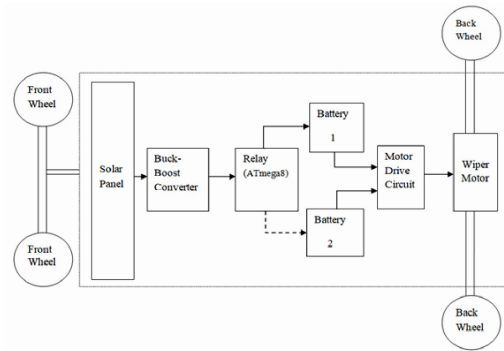 Back
Wheel
Front
Wheel
Solar
Panel
Buck-
Boost
Converter
Relay
(ATmega8)
Battery
1
Battery
2
Motor
Drive
Circuit
Wiper
Motor
Front
Wheel
Back
Wheel